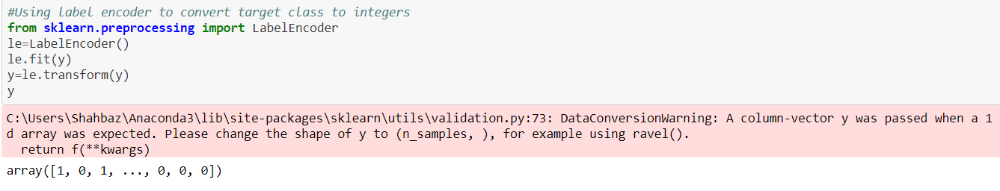 #Using label encoder to convert target class to integers
from sklearn.preprocessing import LabelEncoder
le=LabelEncoder()
le.fit(y)
y=le.transform(y)
y
C:\Users\Shahbaz\Anaconda3\lib\site-packages\sklearn\utils\validation.py:73: DataConversionWarning: A column-vector y was passed when a 1
d array was expected. Please change the shape of y to (n_samples, ), for example using ravel().
  return f(**kwargs)
array([1, 0, 1, ..., 0, 0, 0])